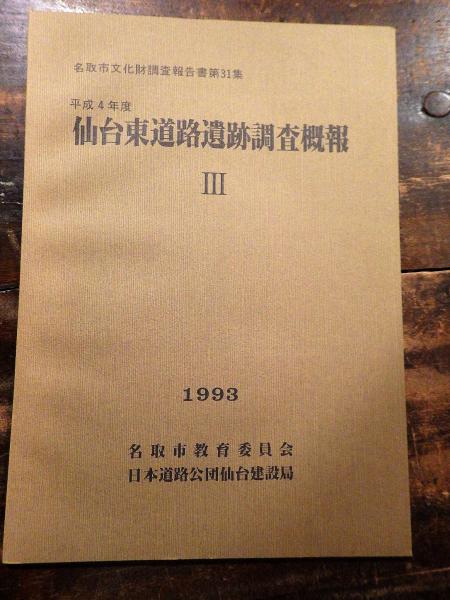 名取市文化財調査報告書第31集
平成4年度
仙台東道路遺跡調査概報
III
1993
名取市教育委員会
日本道路公団仙台建設局